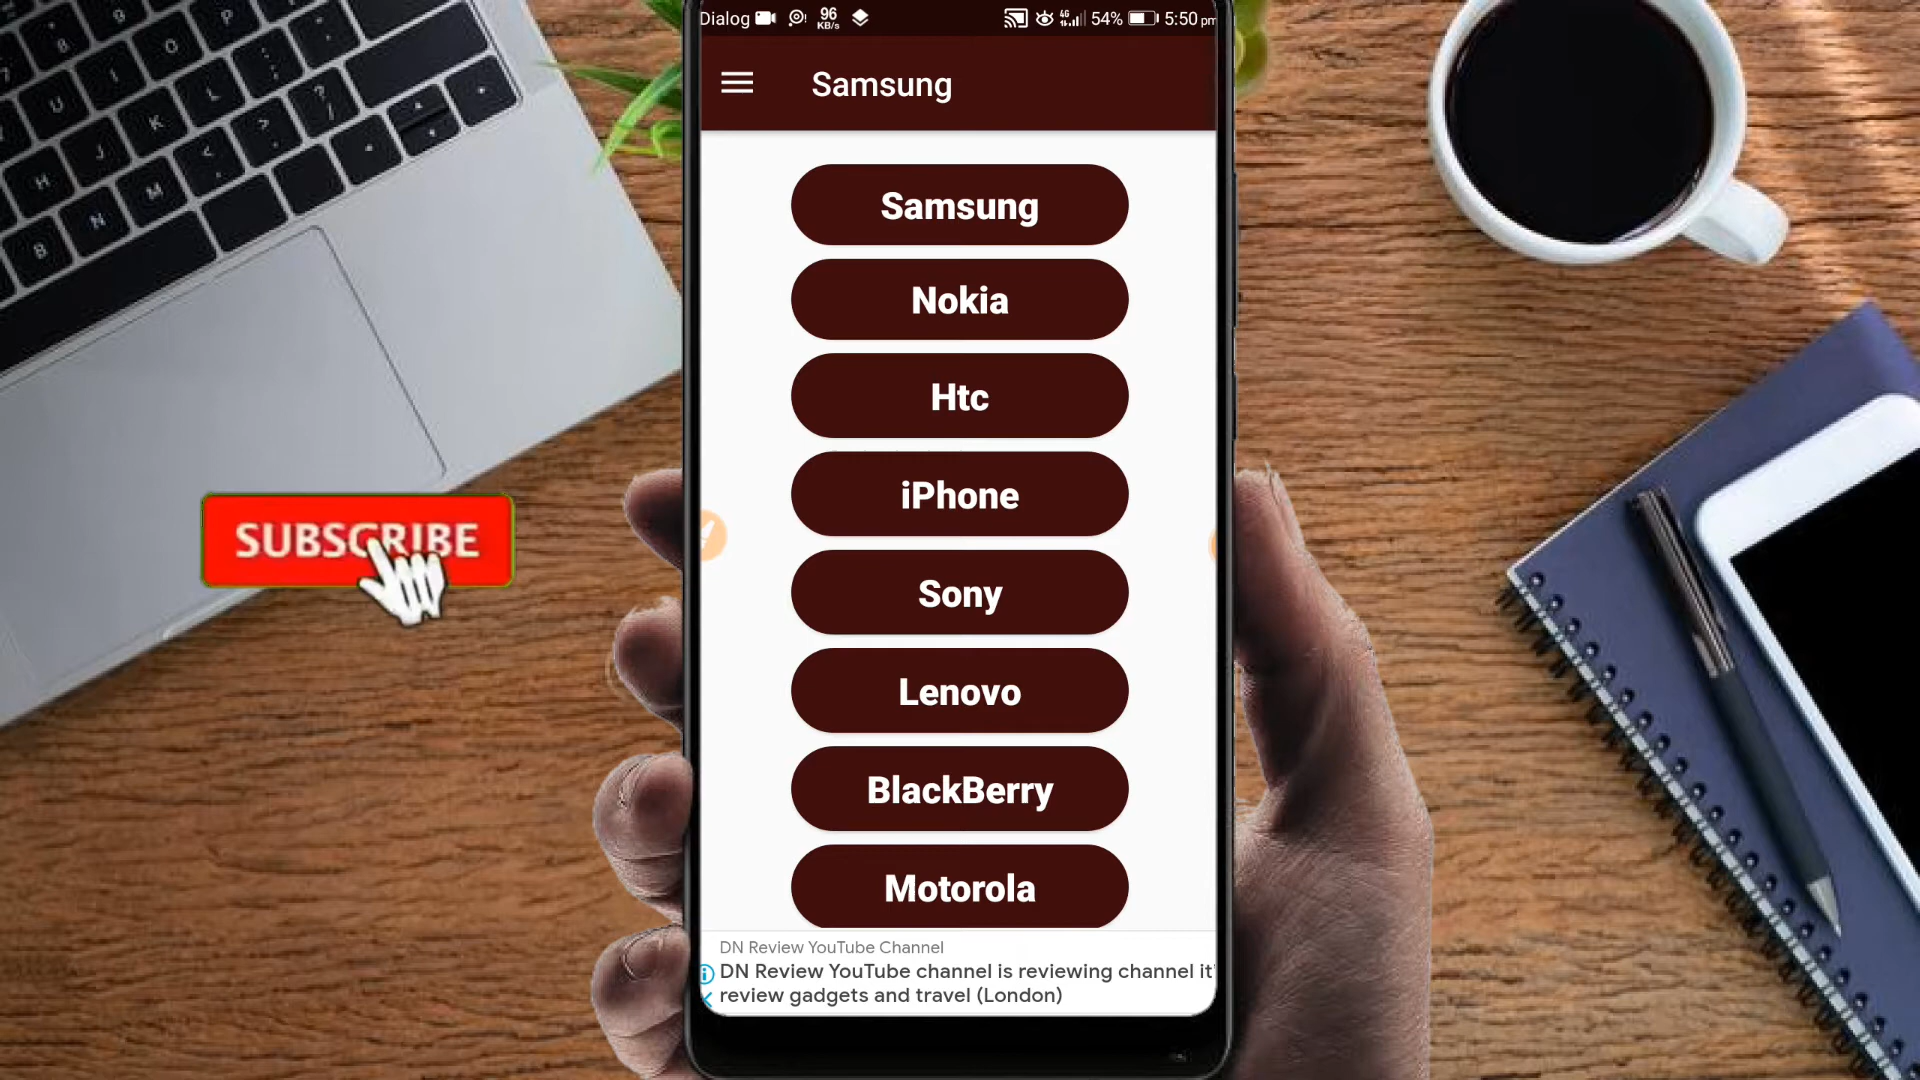 Dialog
96
KB/s
4G
54%
5:50 pm
Samsung
Samsung
Nokia
Htc
iPhone
Sony
Lenovo
BlackBerry
Motorola
DN Review YouTube Channel
DN Review YouTube channel is reviewing channel it'
review gadgets and travel (London)
SUBSCRIBE
U
I
O
P
H
J
K
L
B
N
M